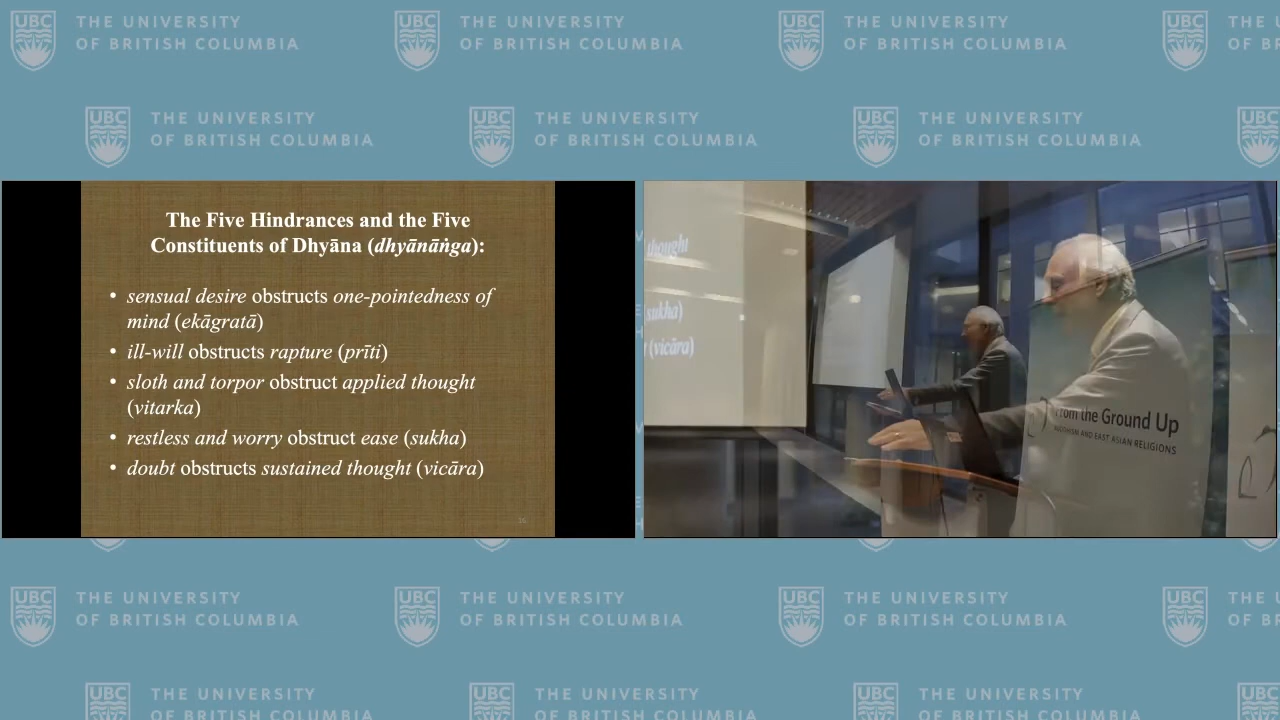 UBC THE UNIVERSITY
OF BRITISH COLUMBIA
UBC THE UNIVERSITY
OF BRITISH COLUMBIA
UBC THE UNIVERSITY
OF BRITISH COLUMBIA
UBC THE U
OF BR
UBC THE UNIVERSITY
OF BRITISH COLUMBIA
UBC THE UNIVERSITY
OF BRITISH COLUMBIA
UBC THE UNIVERSITY
OF BRITISH COLUMBIA
UBC
The Five Hindrances and the Five
Constituents of Dhyāna (dhyānāṅga):
• sensual desire obstructs one-pointedness of
mind (ekāgratā)
• ill-will obstructs rapture (prīti)
• sloth and torpor obstruct applied thought
(vitarka)
• restless and worry obstruct ease (sukha)
• doubt obstructs sustained thought (vicāra)
thought
(sukha)
t (vicāra)
From the Ground Up
BUDDHISM AND EAST ASIAN RELIGIONS
UBC THE UNIVERSITY
OF BRITISH COLUMBIA
UBC THE UNIVERSITY
OF BRITISH COLUMBIA
UBC THE UNIVERSITY
OF BRITISH COLUMBIA
UBC THE U
OF BR
UBC THE UNIVERSITY
OF BRITISH COLUMBIA
UBC THE UNIVERSITY
OF BRITISH COLUMBIA
UBC THE UNIVERSITY
OF BRITISH COLUMBIA
UBC